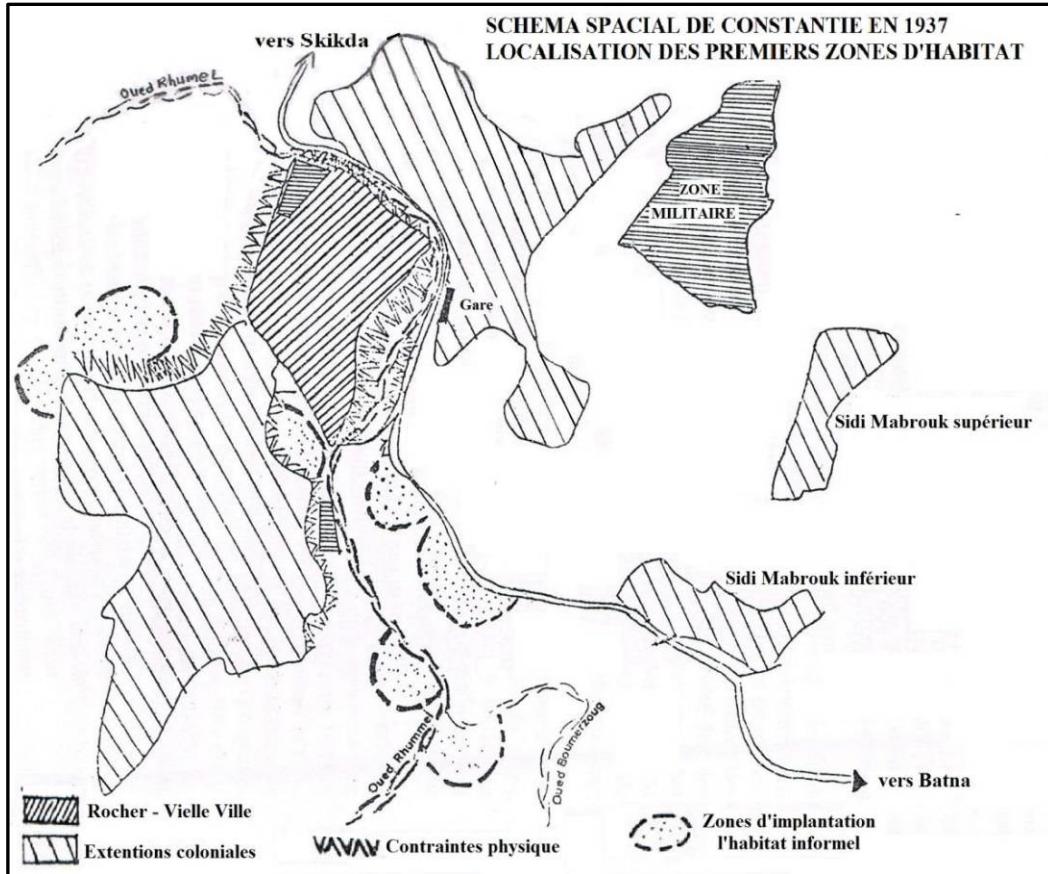 SCHEMA SPACIAL DE CONSTANTIE EN 1937
LOCALISATION DES PREMIERS ZONES D'HABITAT
vers Skikda
Oued Rhumel
ZONE
MILITAIRE
Gare
Sidi Mabrouk supérieur
Sidi Mabrouk inférieur
Oued Rhummel
Oued Boumerzoug
vers Batna
Rocher - Vielle Ville
Extentions coloniales
Contraintes physique
Zones d'implantation
l'habitat informel